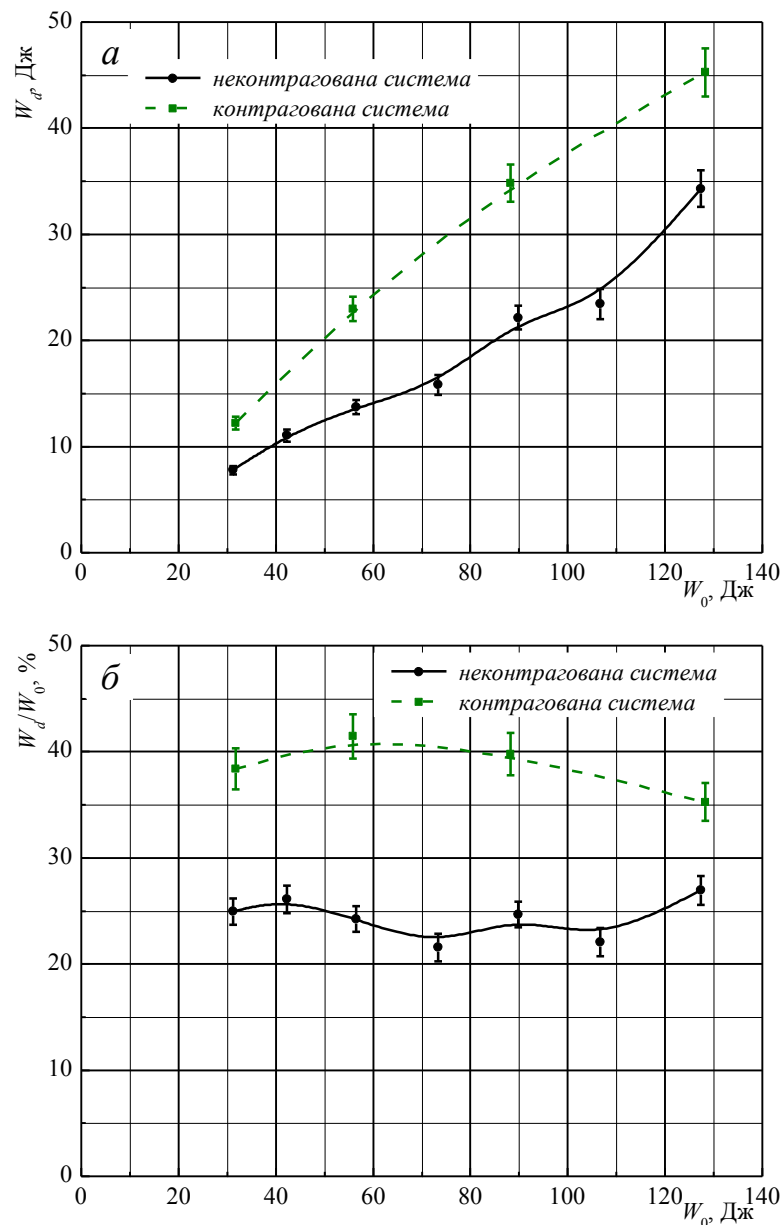 50
40
30
20
10
0
W_d, Дж
а
неконтрагована система
контрагована система
0 20 40 60 80 100 120 140
W_0, Дж
50
40
30
20
10
0
W_d/W_0, %
б
неконтрагована система
контрагована система
0 20 40 60 80 100 120 140
W_0, Дж